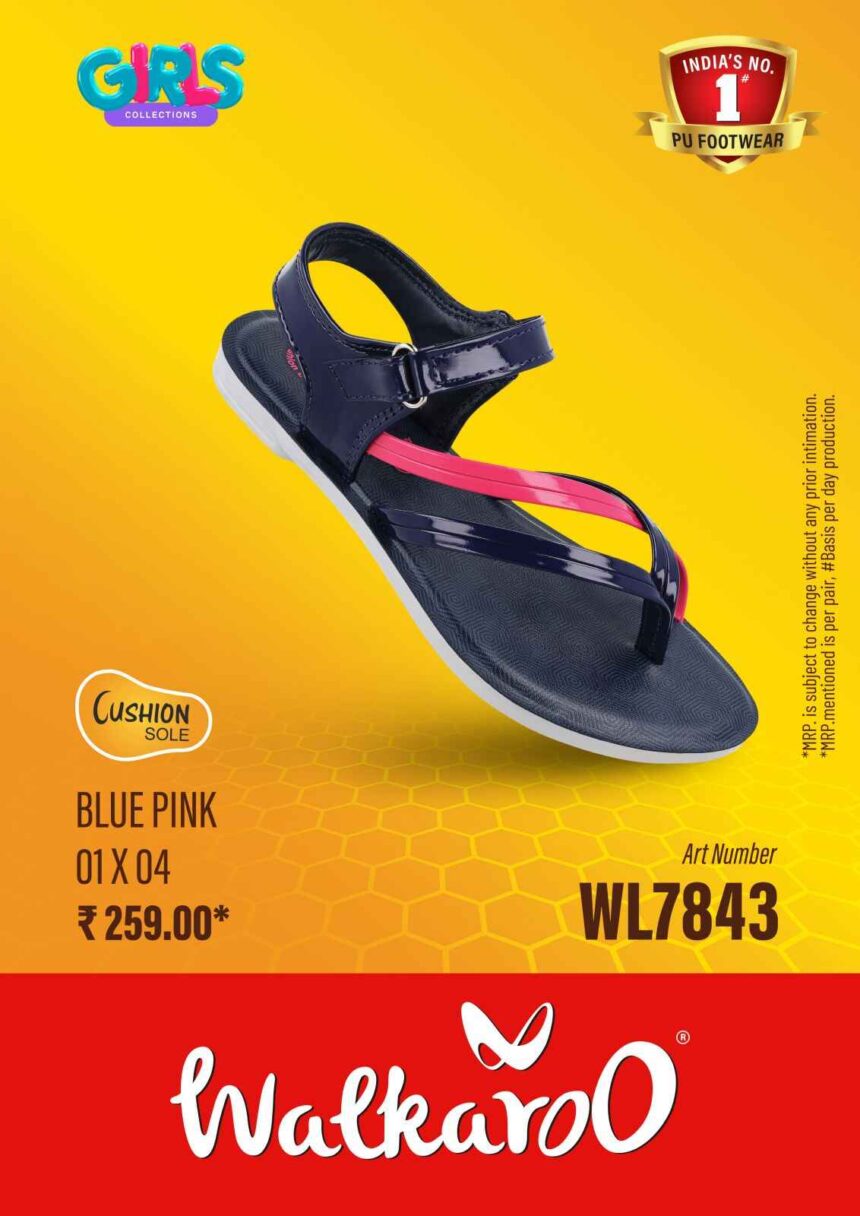 GIRLS
COLLECTIONS
INDIA'S NO.
1#
PU FOOTWEAR
*MRP. is subject to change without any prior intimation.
*MRP.mentioned is per pair, #Basis per day production.
CUSHION
SOLE
BLUE PINK
01 X 04
₹ 259.00*
Art Number
WL7843
Walkaroo®